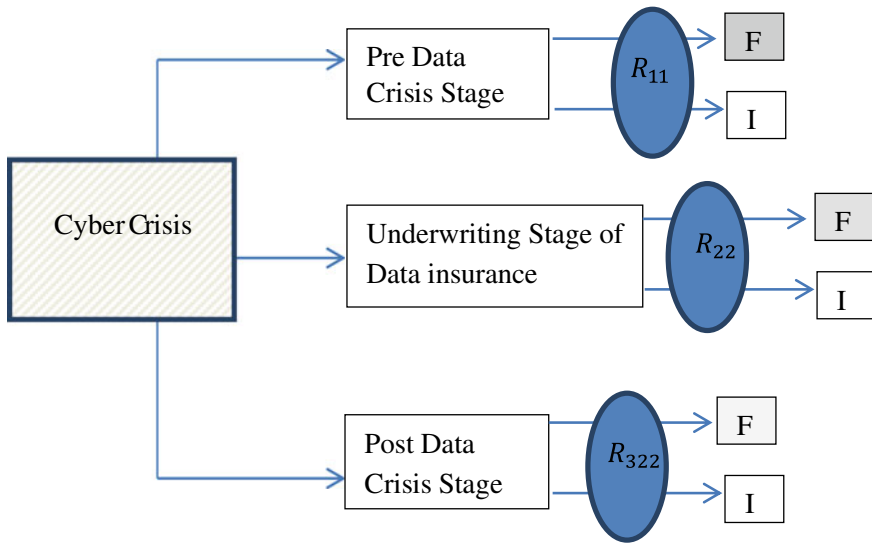 Pre Data
Crisis Stage
R₁₁
F
I
Cyber Crisis
Underwriting Stage of
Data insurance
R₂₂
F
I
Post Data
Crisis Stage
R₃₂₂
F
I